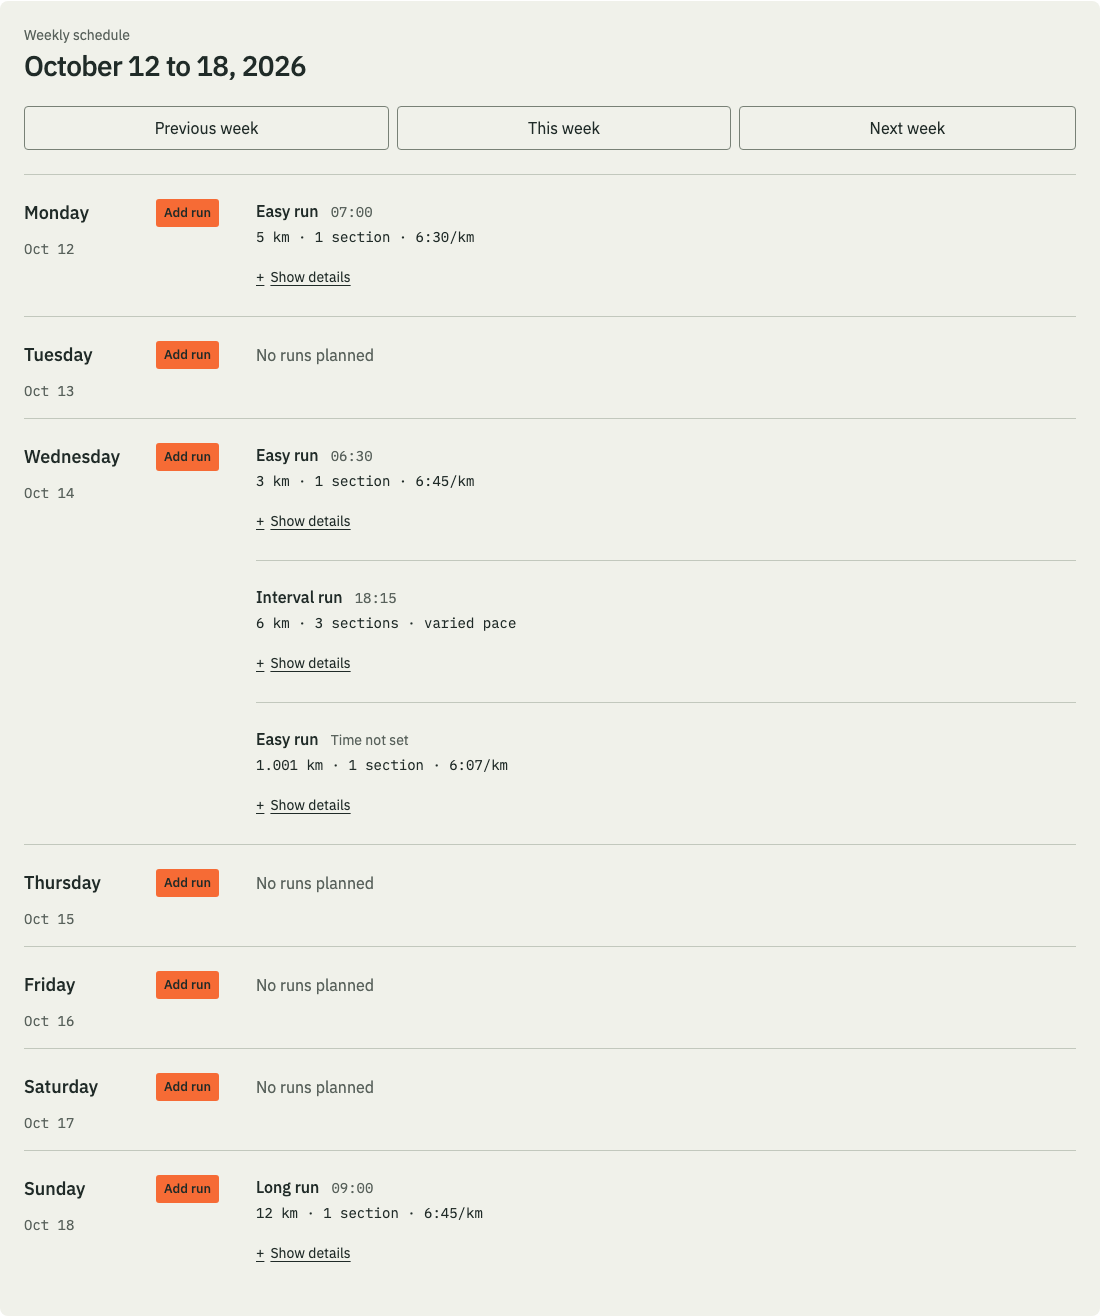 Weekly schedule
October 12 to 18, 2026
Previous week
This week
Next week
Monday
Add run
Oct 12
Easy run 07:00
5 km · 1 section · 6:30/km
+ Show details
Tuesday
Add run
Oct 13
No runs planned
Wednesday
Add run
Oct 14
Easy run 06:30
3 km · 1 section · 6:45/km
+ Show details
Interval run 18:15
6 km · 3 sections · varied pace
+ Show details
Easy run Time not set
1.001 km · 1 section · 6:07/km
+ Show details
Thursday
Add run
Oct 15
No runs planned
Friday
Add run
Oct 16
No runs planned
Saturday
Add run
Oct 17
No runs planned
Sunday
Add run
Oct 18
Long run 09:00
12 km · 1 section · 6:45/km
+ Show details